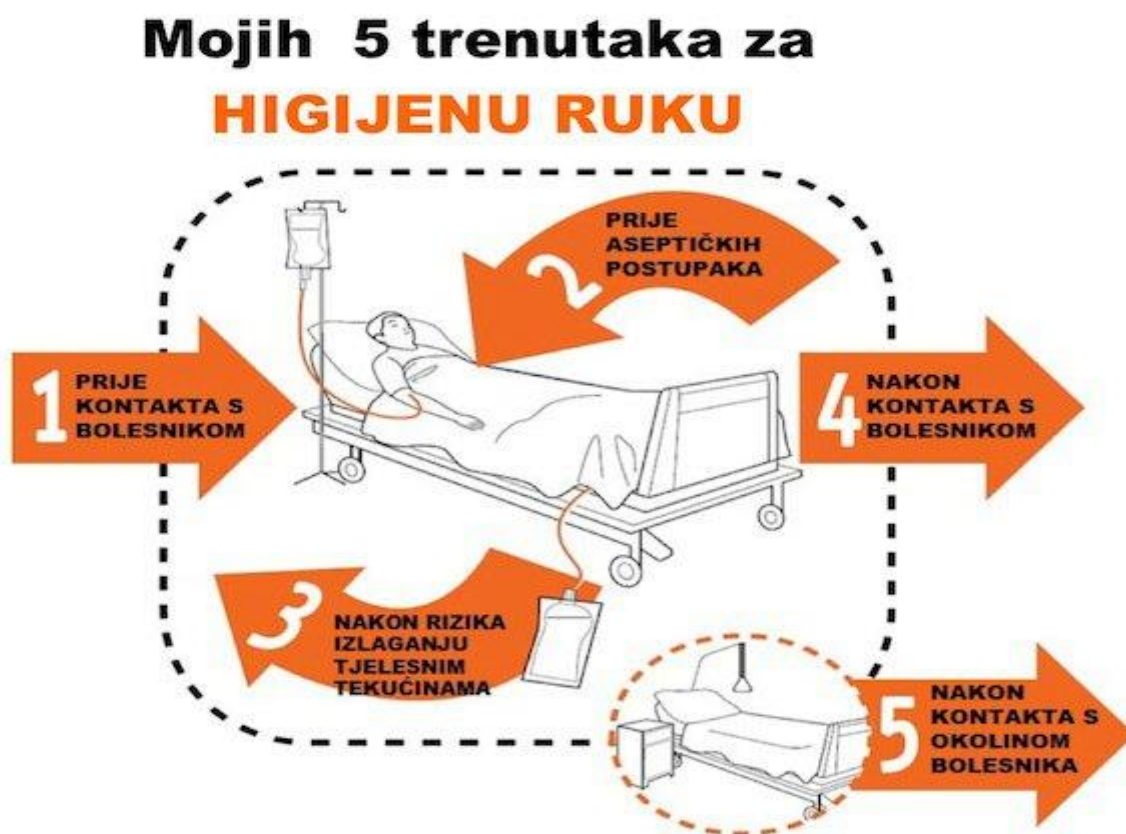 Mojih 5 trenutaka za
HIGIJENU RUKU
1
PRIJE
KONTAKTA S
BOLESNIKOM
2
PRIJE
ASEPTIČKIH
POSTUPAKA
3
NAKON RIZIKA
IZLAGANJU
TJELESNIM
TEKUĆINAMA
4
NAKON
KONTAKTA S
BOLESNIKOM
5
NAKON
KONTAKTA S
OKOLINOM
BOLESNIKA